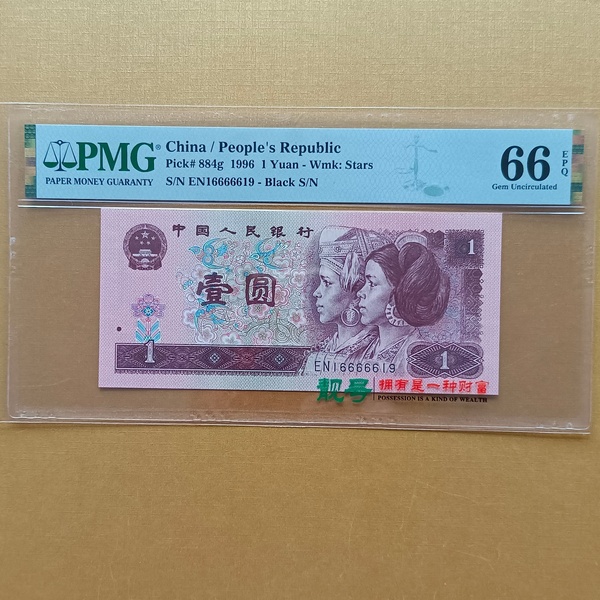 PMG®
PAPER MONEY GUARANTY
China / People's Republic
Pick# 884g 1996 1 Yuan - Wmk: Stars
S/N EN16666619 - Black S/N
66 EPQ
Gem Uncirculated
中国人民银行
1
壹圆
1
EN16666619
1
靓号
拥有是一种财富
POSSESSION IS A KIND OF WEALTH